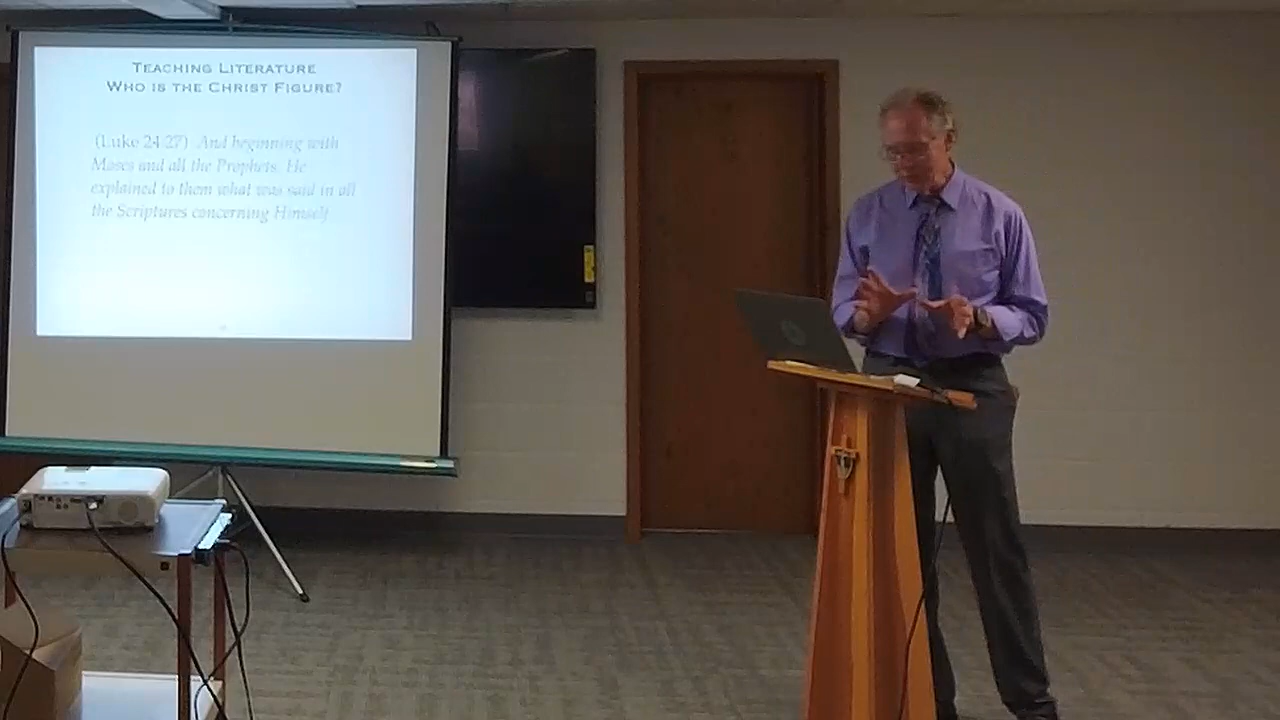 TEACHING LITERATURE
WHO IS THE CHRIST FIGURE?
(Luke 24:27) And beginning with
Moses and all the Prophets, He
explained to them what was said in all
the Scriptures concerning Himself